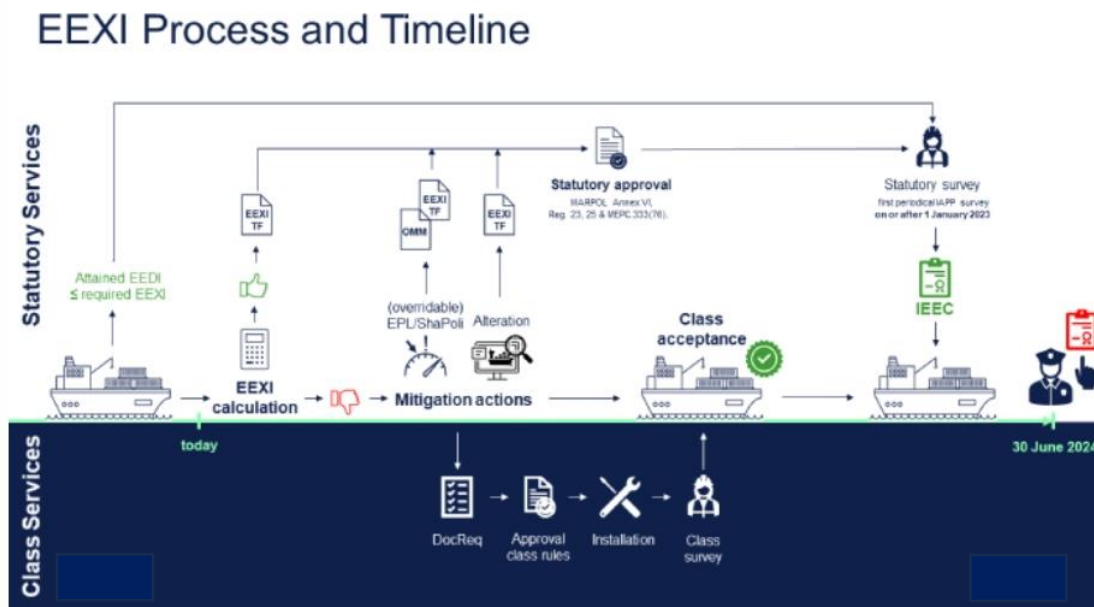 EEXI Process and Timeline
Statutory Services
Attained EEDI
≤ required EEXI
EEXI
TF
EEXI
calculation
EEXI
TF
OMM
(overridable)
EPL/ShaPoli
EEXI
TF
Alteration
Mitigation actions
Statutory approval
MARPOL Annex VI,
Reg. 23, 25 & MEPC.333(76).
Class
acceptance
Statutory survey
first periodical IAPP survey
on or after 1 January 2023
IEEC
today
30 June 2024
Class Services
DocReq
Approval
class rules
Installation
Class
survey